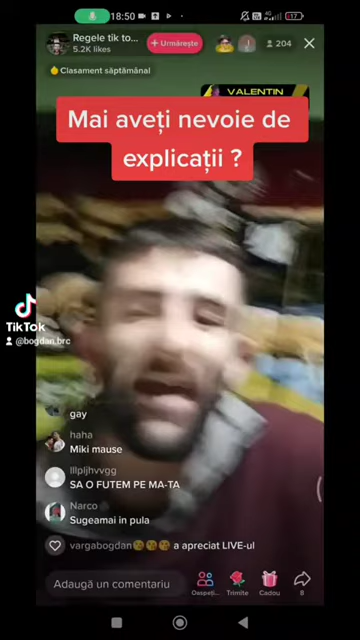 18:50
17
Regele tik to...
5.2K likes
+ Urmărește
204
Clasament săptămânal
VALENTIN
Mai aveți nevoie de
explicații ?
TikTok
@bogdan.brc
gay
haha
Miki mause
lllpljhvvgg
SA O FUTEM PE MA-TA
Narco
Sugeamai in pula
vargabogdan😘😘😘 a apreciat LIVE-ul
Adaugă un comentariu
Oaspeți...
Trimite
Cadou
8